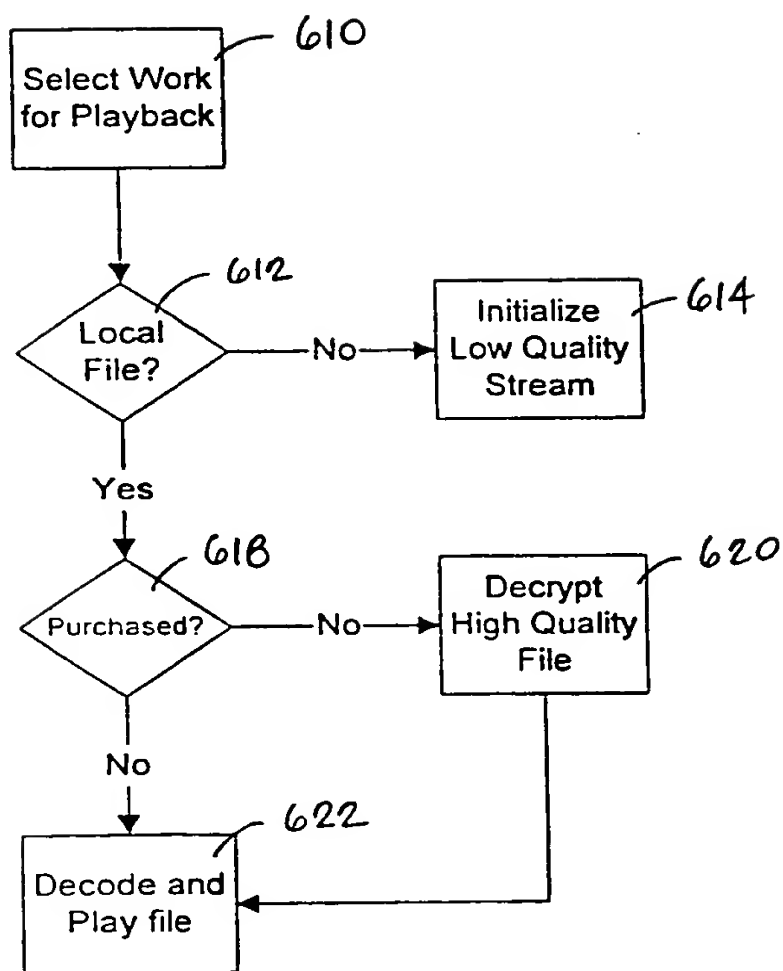 610
Select Work
for Playback
612
Local
File?
No
Initialize
Low Quality
Stream
614
Yes
618
Purchased?
No
Decrypt
High Quality
File
620
No
622
Decode and
Play file